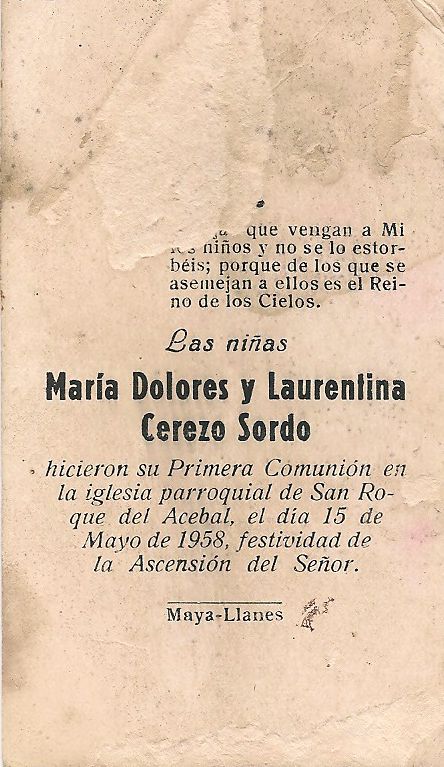 que vengan a Mi
los niños y no se lo estor-
béis; porque de los que se
asemejan a ellos es el Rei-
no de los Cielos.
Las niñas
María Dolores y Laurentina
Cerezo Sordo
hicieron su Primera Comunión en
la iglesia parroquial de San Ro-
que del Acebal, el día 15 de
Mayo de 1958, festividad de
la Ascensión del Señor.
Maya-Llanes